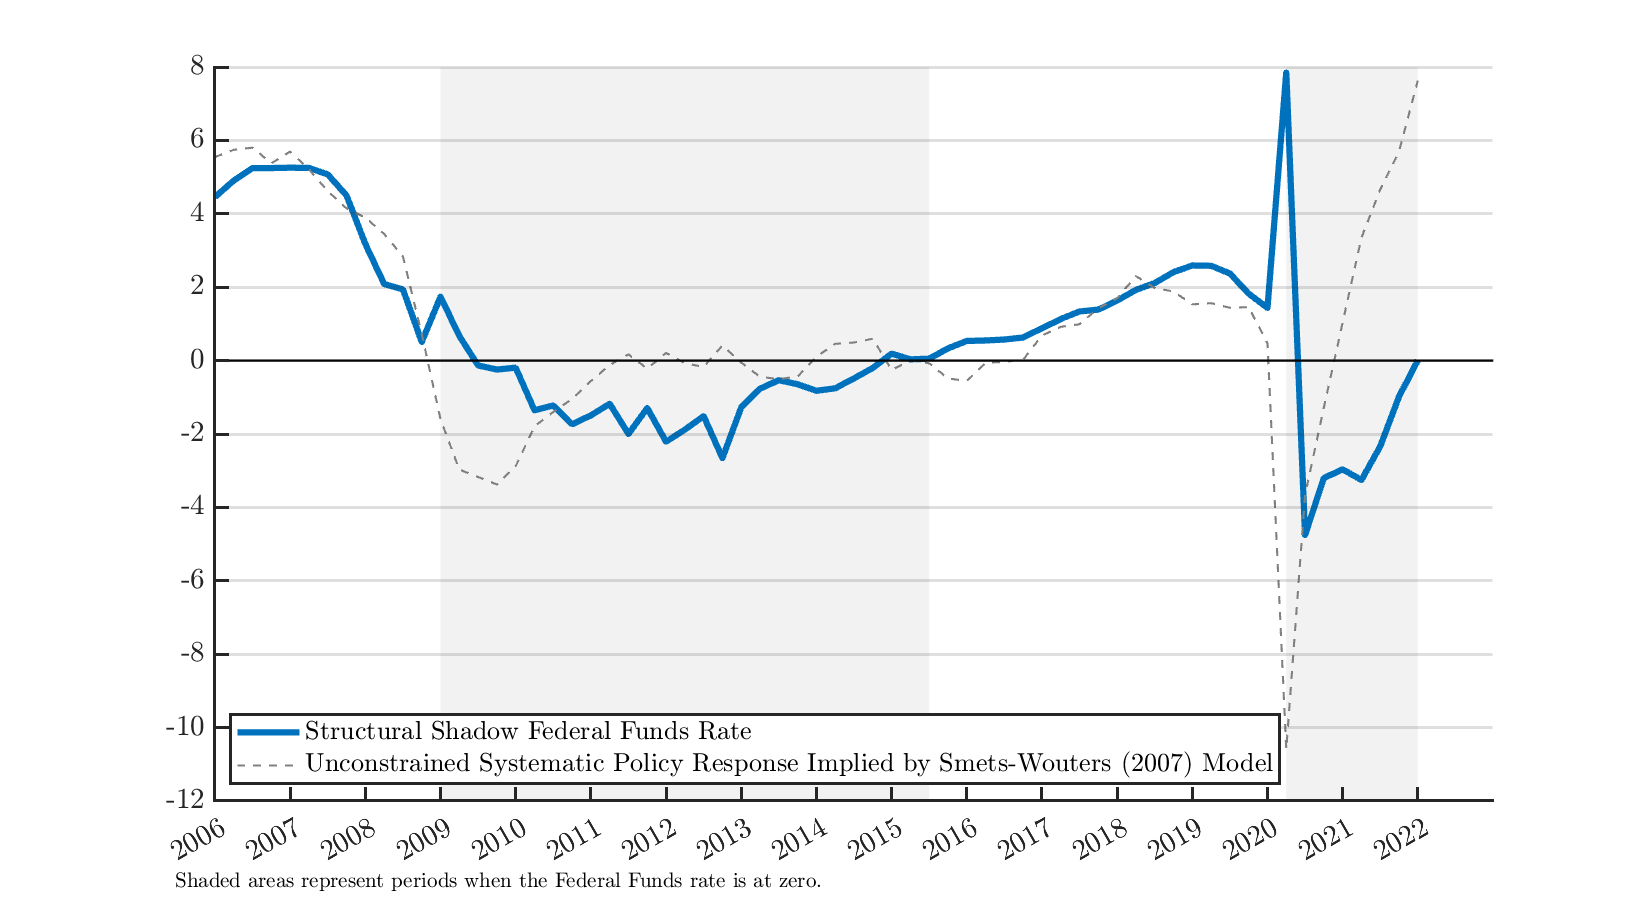 8
6
4
2
0
-2
-4
-6
-8
-10
-12
Structural Shadow Federal Funds Rate
Unconstrained Systematic Policy Response Implied by Smets-Wouters (2007) Model
2006 2007 2008 2009 2010 2011 2012 2013 2014 2015 2016 2017 2018 2019 2020 2021 2022
Shaded areas represent periods when the Federal Funds rate is at zero.